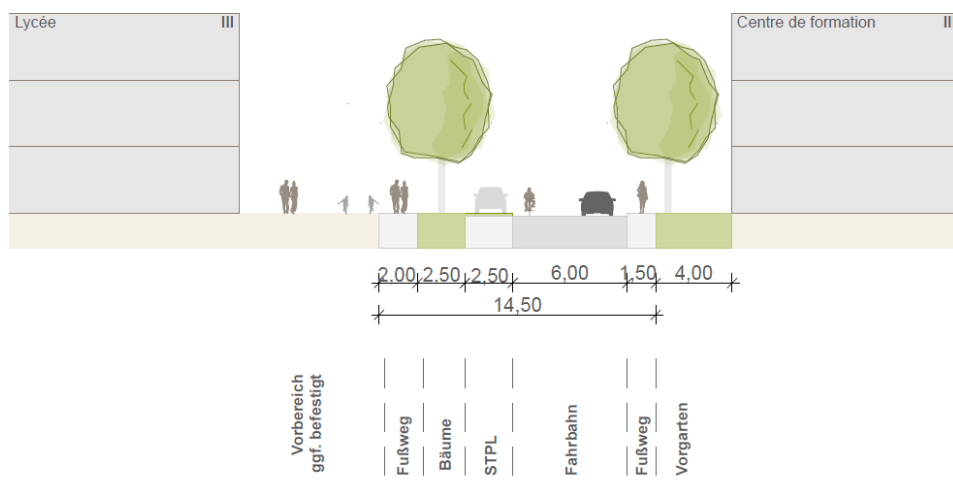 Lycée III
Centre de formation II
2.00 2.50 2,50 6,00 1,50 4,00
14,50
Vorbereich
ggf. befestigt
Fußweg
Bäume
STPL
Fahrbahn
Fußweg
Vorgarten